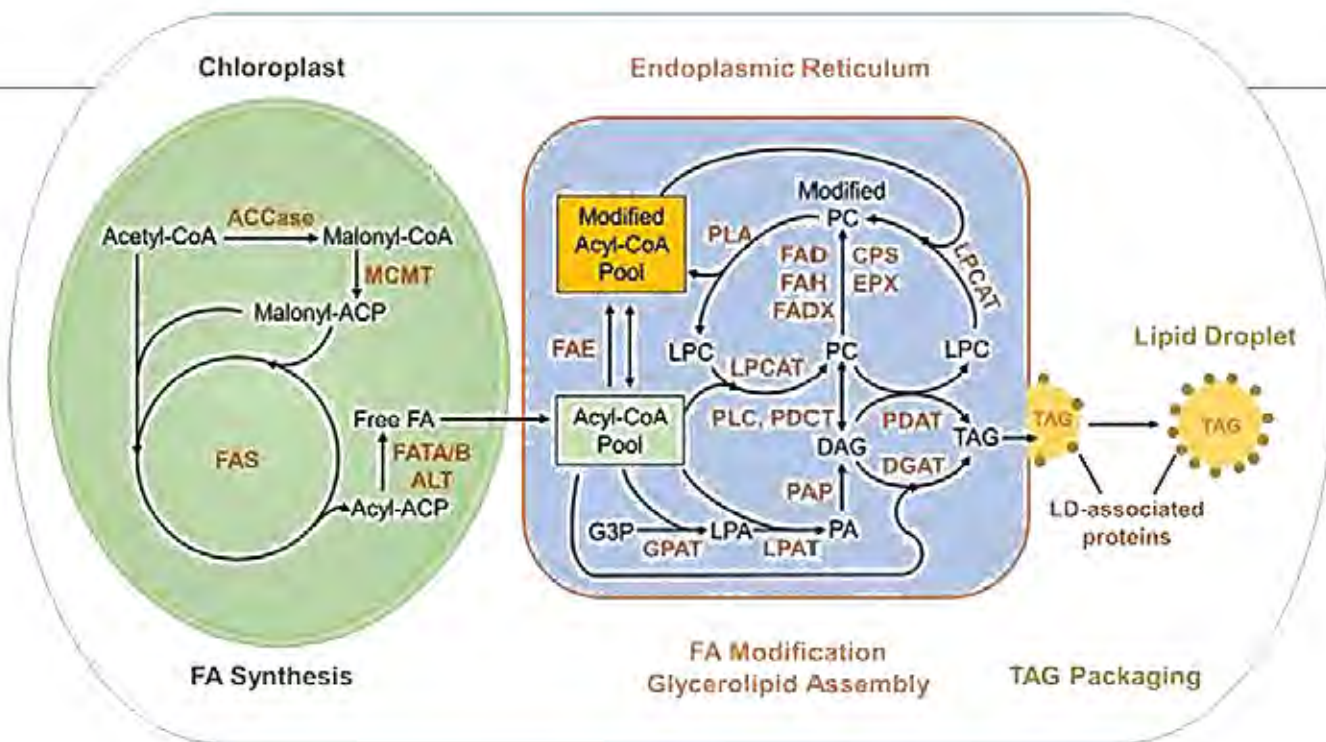 Chloroplast
Endoplasmic Reticulum
ACCase
Acetyl-CoA
Malonyl-CoA
MCMT
Malonyl-ACP
FAS
Free FA
FATA/B
ALT
Acyl-ACP
Modified
Acyl-CoA
Pool
FAE
Acyl-CoA
Pool
PLA
Modified
PC
FAD
CPS
FAH
EPX
FADX
LPCAT
LPC
LPCAT
PC
LPC
PLC, PDCT
PDAT
DAG
TAG
DGAT
PAP
G3P
GPAT
LPA
LPAT
PA
TAG
Lipid Droplet
TAG
LD-associated
proteins
FA Synthesis
FA Modification
Glycerolipid Assembly
TAG Packaging